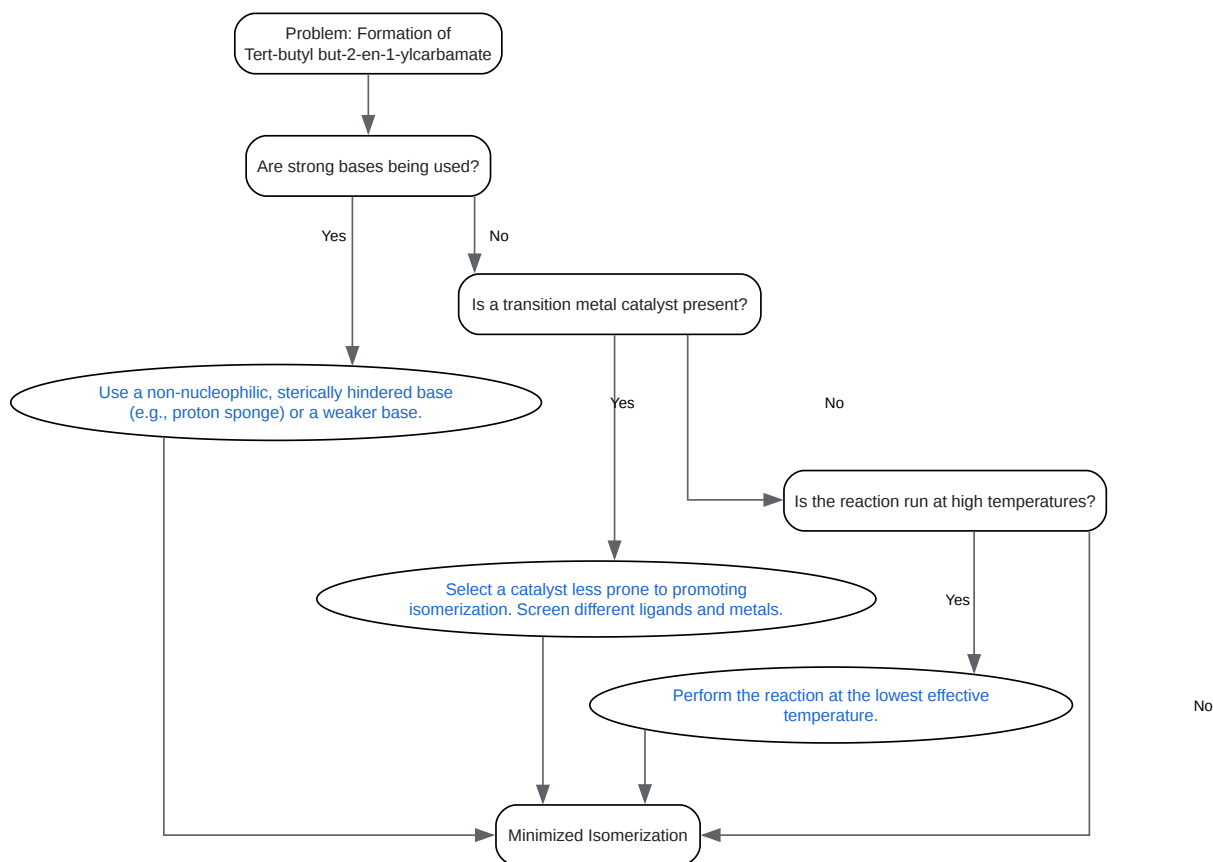 Problem: Formation of
Tert-butyl but-2-en-1-ylcarbamate
Are strong bases being used?
Yes
No
Is a transition metal catalyst present?
Use a non-nucleophilic, sterically hindered base
(e.g., proton sponge) or a weaker base.
Yes
No
Is the reaction run at high temperatures?
Select a catalyst less prone to promoting
isomerization. Screen different ligands and metals.
Yes
Perform the reaction at the lowest effective
temperature.
No
Minimized Isomerization